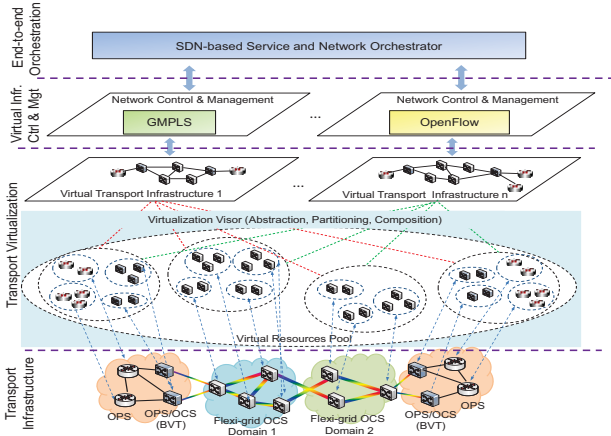 End-to-end
Orchestration
SDN-based Service and Network Orchestrator
Virtual Infr.
Ctrl & Mgt
Network Control & Management
GMPLS
...
Network Control & Management
OpenFlow
Transport Virtualization
Virtual Transport Infrastructure 1
...
Virtual Transport Infrastructure n
Virtualization Visor (Abstraction, Partitioning, Composition)
Virtual Resources Pool
Transport
Infrastructure
OPS
OPS/OCS
(BVT)
Flexi-grid OCS
Domain 1
Flexi-grid OCS
Domain 2
OPS/OCS
(BVT)
OPS